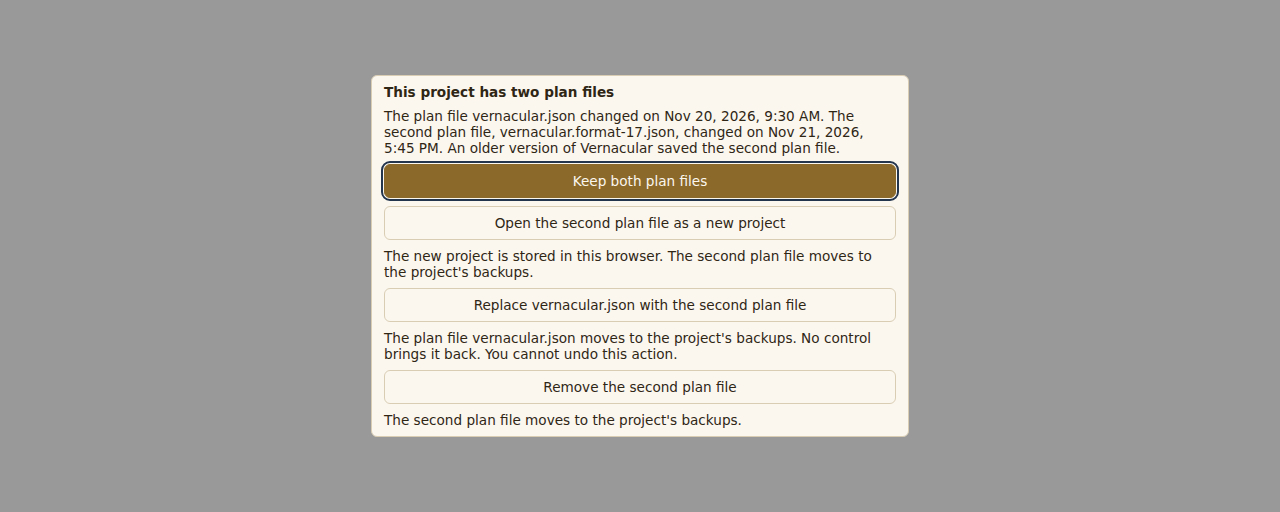 This project has two plan files
The plan file vernacular.json changed on Nov 20, 2026, 9:30 AM. The
second plan file, vernacular.format-17.json, changed on Nov 21, 2026,
5:45 PM. An older version of Vernacular saved the second plan file.
Keep both plan files
Open the second plan file as a new project
The new project is stored in this browser. The second plan file moves to
the project's backups.
Replace vernacular.json with the second plan file
The plan file vernacular.json moves to the project's backups. No control
brings it back. You cannot undo this action.
Remove the second plan file
The second plan file moves to the project's backups.